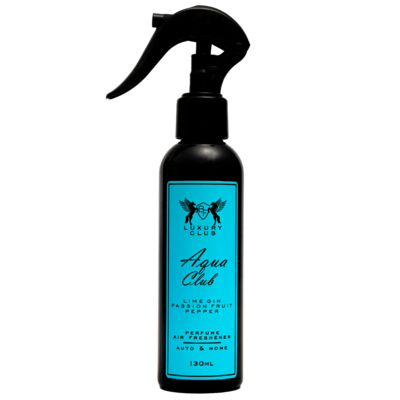 LUXURY
CLUB
Aqua
Club
LIME GIN
PASSION FRUIT
PEPPER
PERFUME
AIR FRESHENER
AUTO & HOME
130ML